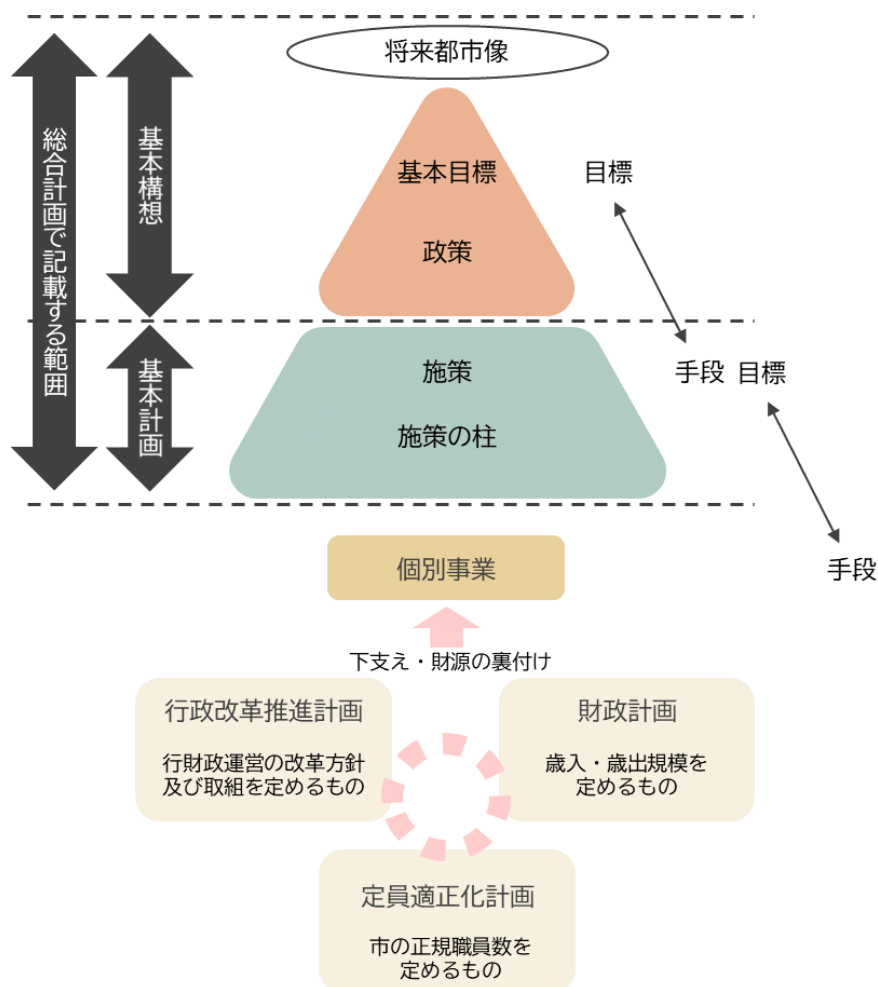 将来都市像
総合計画で記載する範囲
基本構想
基本目標
目標
政策
基本計画
施策
手段 目標
施策の柱
個別事業
手段
下支え・財源の裏付け
行政改革推進計画
行財政運営の改革方針
及び取組を定めるもの
財政計画
歳入・歳出規模を
定めるもの
定員適正化計画
市の正規職員数を
定めるもの